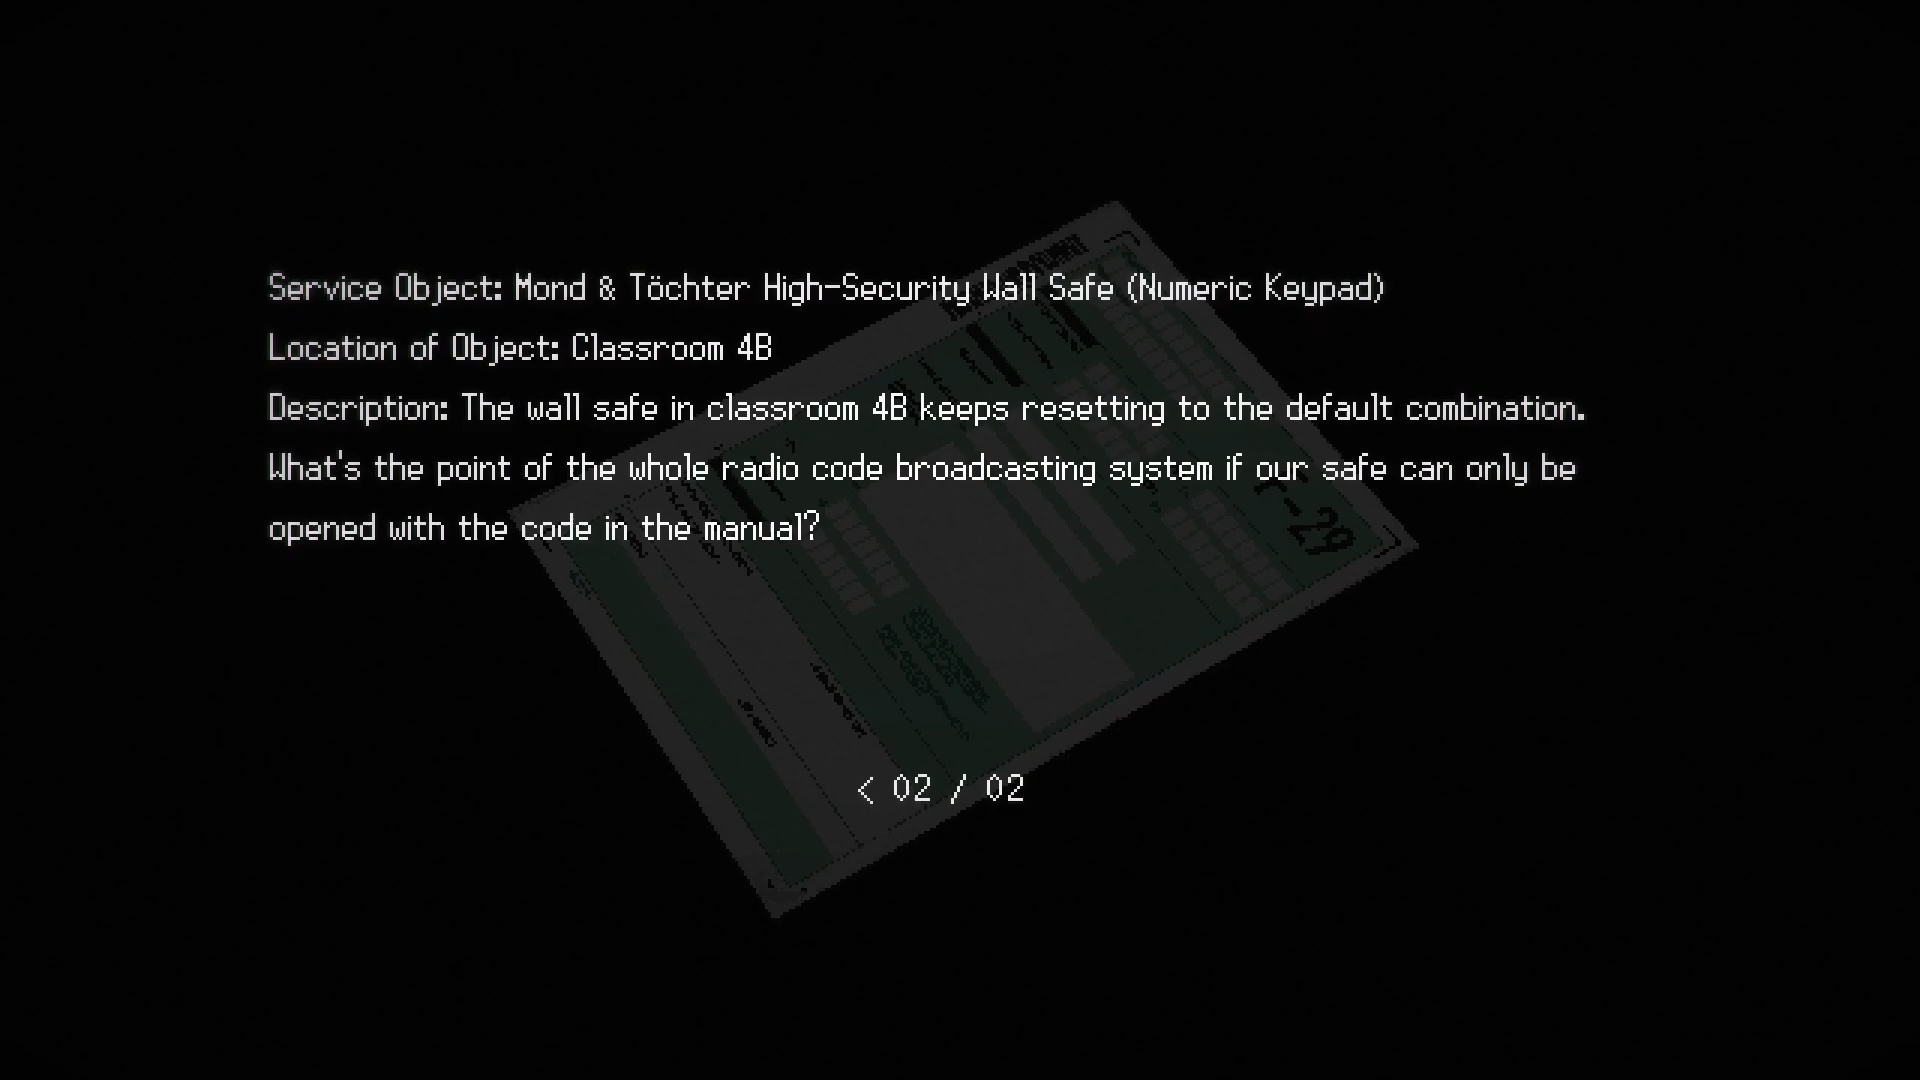 Service Object: Mond & Töchter High-Security Wall Safe (Numeric Keypad)
Location of Object: Classroom 4B
Description: The wall safe in classroom 4B keeps resetting to the default combination.
What's the point of the whole radio code broadcasting system if our safe can only be
opened with the code in the manual?
-29
< 02 / 02